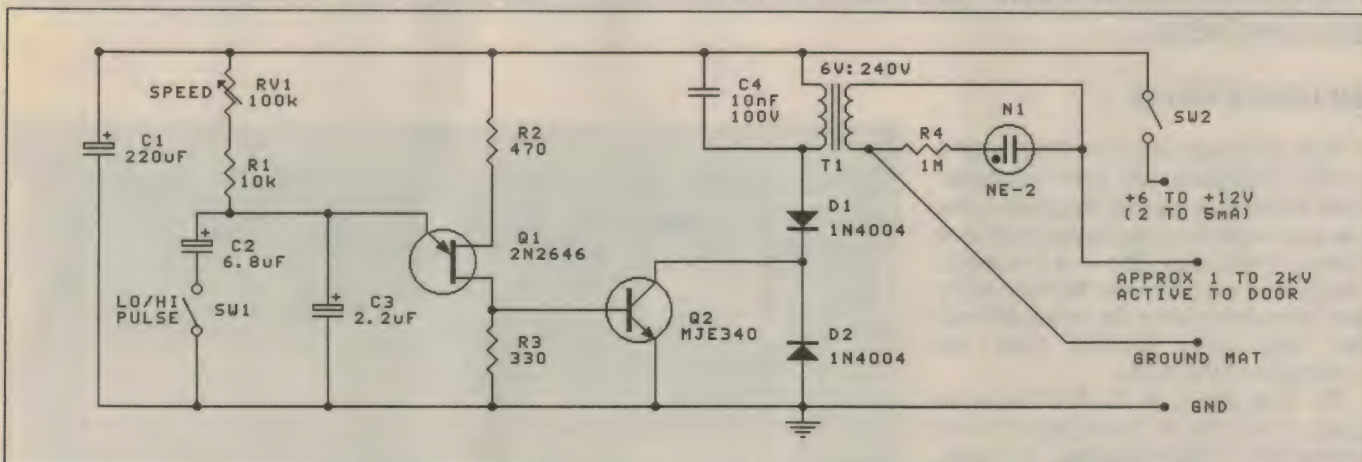 SPEED
RV1
100k
C1
220uF
R1
10k
C2
6.8uF
LO/HI
PULSE
SW1
C3
2.2uF
R2
470
Q1
2N2646
R3
330
Q2
MJE340
C4
10nF
100V
6V:240V
T1
D1
1N4004
D2
1N4004
R4
1M
N1
NE-2
SW2
+6 TO +12V
(2 TO 5mA)
APPROX 1 TO 2kV
ACTIVE TO DOOR
GROUND MAT
GND
+
+
+